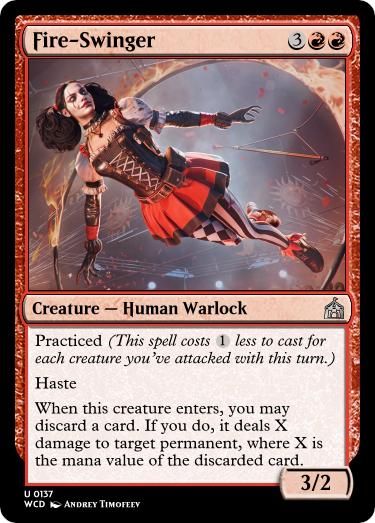 Fire-Swinger 3
Creature — Human Warlock
Practiced (This spell costs 1 less to cast for
each creature you've attacked with this turn.)
Haste
When this creature enters, you may
discard a card. If you do, it deals X
damage to target permanent, where X is
the mana value of the discarded card.
3/2
U 0137
WCD Andrey Timofeev